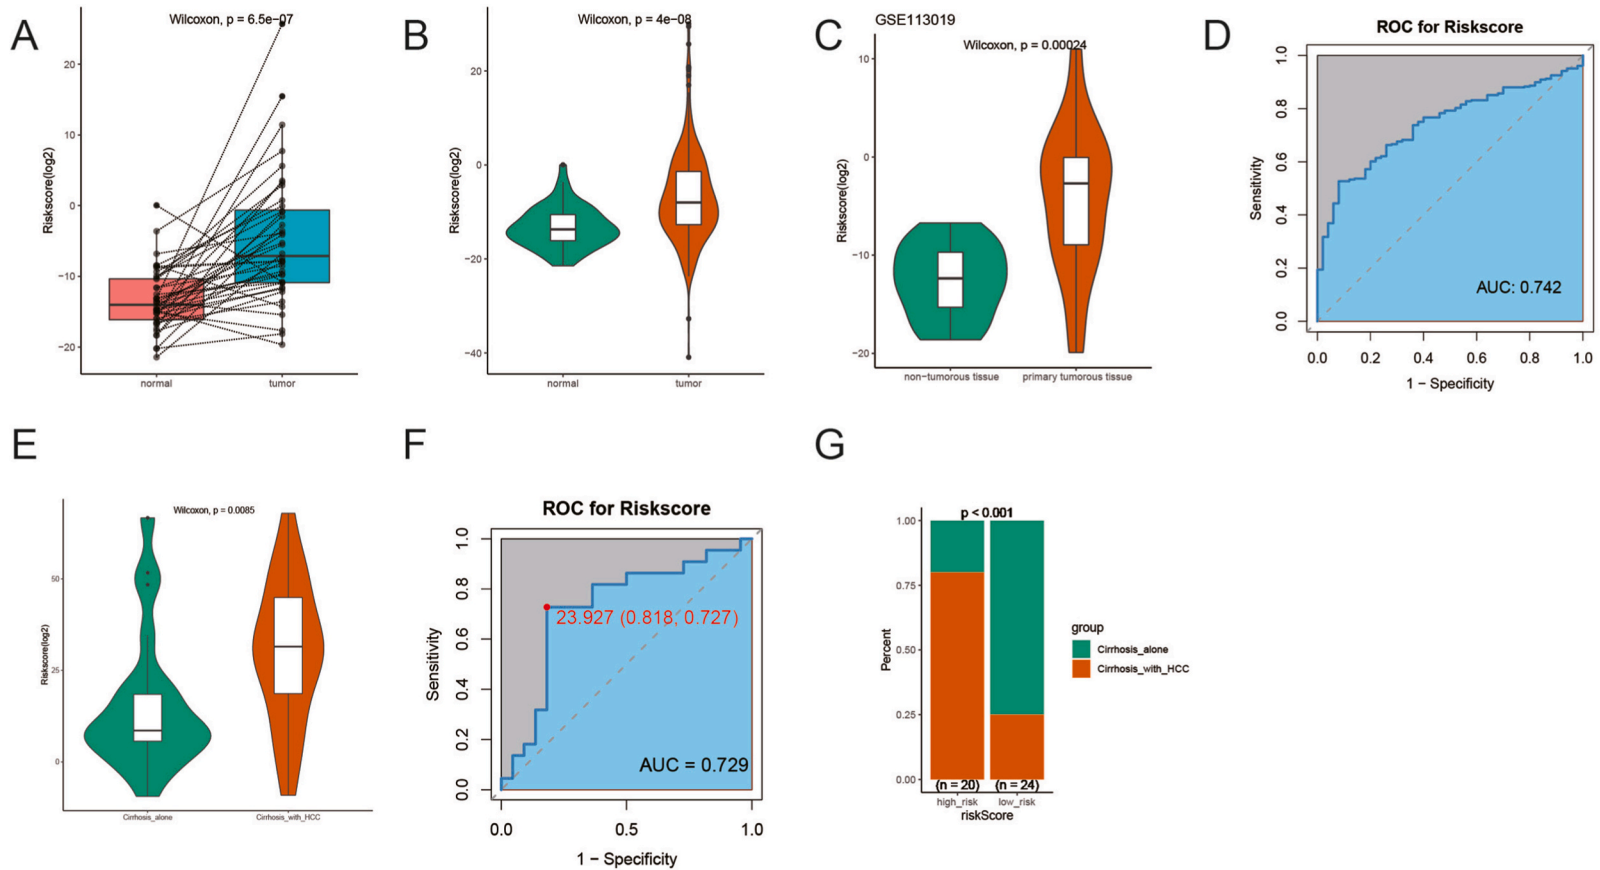 A
Wilcoxon, p = 6.5e−07
Riskscore(log2)
20
10
0
−10
−20
normal
tumor
B
Wilcoxon, p = 4e−08
Riskscore(log2)
20
0
−20
−40
normal
tumor
C
GSE113019
Wilcoxon, p = 0.00024
Riskscore(log2)
10
0
−10
−20
non−tumorous tissue
primary tumorous tissue
D
ROC for Riskscore
Sensitivity
1.0
0.8
0.6
0.4
0.2
0.0
AUC: 0.742
0.0 0.2 0.4 0.6 0.8 1.0
1 − Specificity
E
Wilcoxon, p = 0.0085
Riskscore(log2)
50
25
0
Cirrhosis_alone
Cirrhosis_with_HCC
F
ROC for Riskscore
Sensitivity
1.0
0.8
0.6
0.4
0.2
0.0
23.927 (0.818, 0.727)
AUC = 0.729
0.0 0.5 1.0
1 − Specificity
G
p < 0.001
Percent
1.00
0.75
0.50
0.25
0.00
(n = 20)
(n = 24)
high_risk
low_risk
riskScore
group
Cirrhosis_alone
Cirrhosis_with_HCC